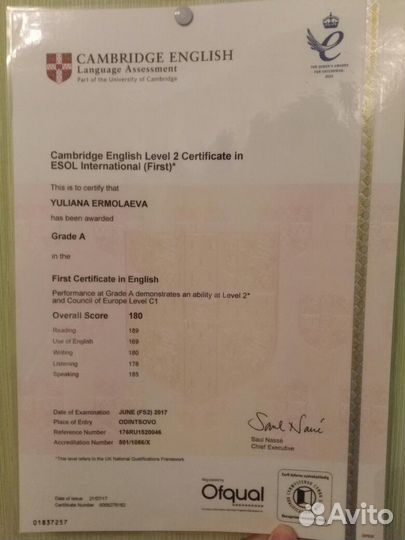 CAMBRIDGE ENGLISH
Language Assessment
Part of the University of Cambridge
THE QUEEN'S AWARDS
FOR ENTERPRISE
Cambridge English Level 2 Certificate in
ESOL International (First)*
This is to certify that
YULIANA ERMOLAEVA
has been awarded
Grade A
in the
First Certificate in English
Performance at Grade A demonstrates an ability at Level 2*
and Council of Europe Level C1
Overall Score 180
Reading 189
Use of English 169
Writing 180
Listening 178
Speaking 185
Date of Examination JUNE (FS2) 2017
Place of Entry ODINTSOVO
Reference Number 176RU1520046
Accreditation Number 501/1066/X
Saul Nassé
Chief Executive
*This level refers to the UK National Qualifications Framework
Date of Issue 21/07/17
Certificate Number
Regulated by
Ofqual
01837257
Avito